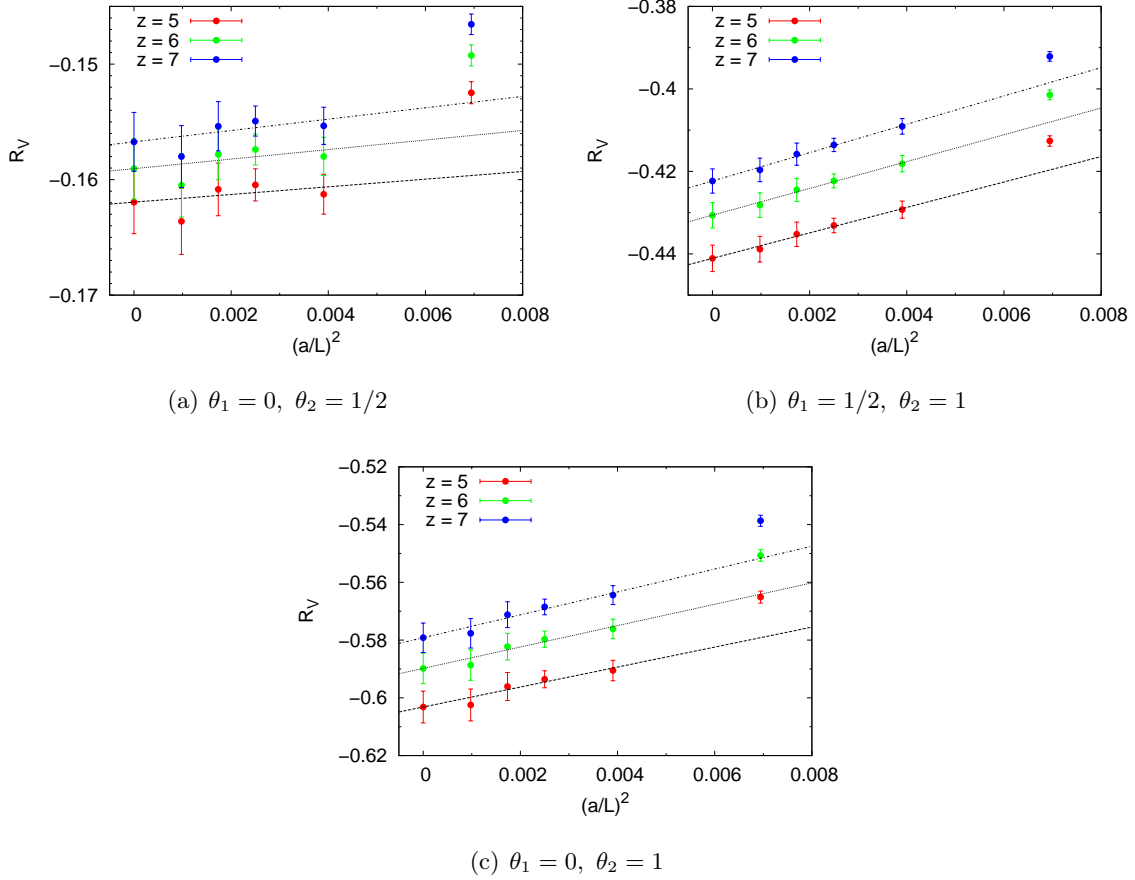 −0.15
−0.16
−0.17
R_V
z = 5
z = 6
z = 7
0 0.002 0.004 0.006 0.008
(a/L)^2
(a) θ_1 = 0, θ_2 = 1/2
−0.38
−0.4
−0.42
−0.44
R_V
z = 5
z = 6
z = 7
0 0.002 0.004 0.006 0.008
(a/L)^2
(b) θ_1 = 1/2, θ_2 = 1
−0.52
−0.54
−0.56
−0.58
−0.6
−0.62
R_V
z = 5
z = 6
z = 7
0 0.002 0.004 0.006 0.008
(a/L)^2
(c) θ_1 = 0, θ_2 = 1